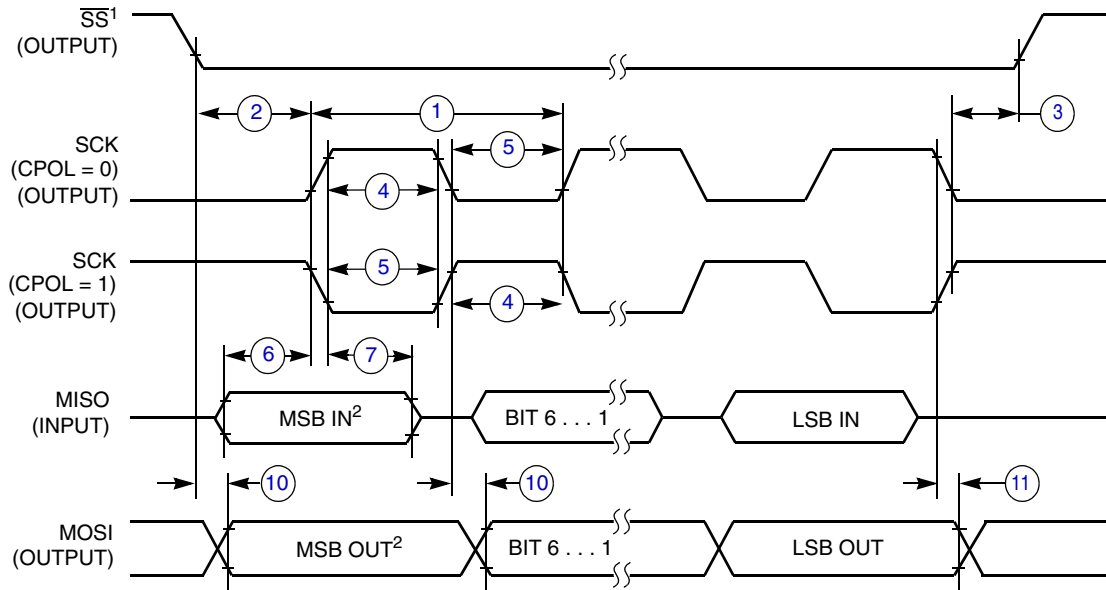 SS1
(OUTPUT)
2
1
3
SCK
(CPOL = 0)
(OUTPUT)
5
4
SCK
(CPOL = 1)
(OUTPUT)
5
4
6
7
MISO
(INPUT)
MSB IN2
BIT 6 . . . 1
LSB IN
10
10
11
MOSI
(OUTPUT)
MSB OUT2
BIT 6 . . . 1
LSB OUT